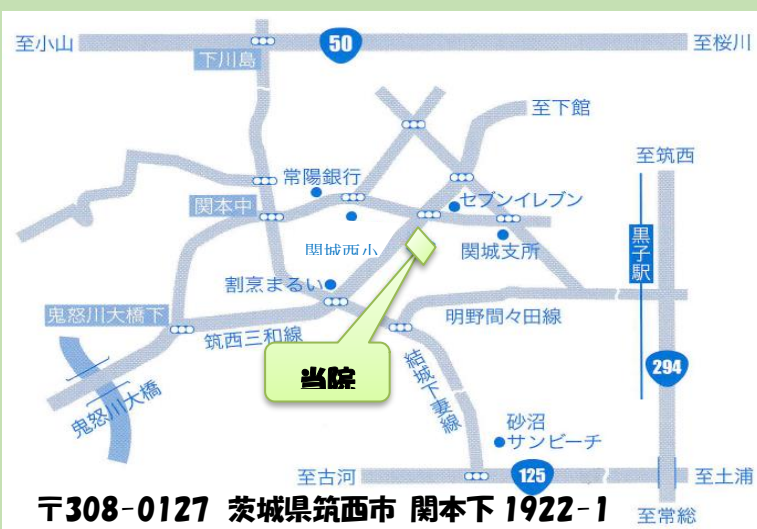 至小山
50
至桜川
下川島
至下館
至筑西
常陽銀行
セブンイレブン
関本中
関城西小
関城支所
黒子駅
割烹まるい
鬼怒川大橋下
明野間々田線
筑西三和線
当院
294
結城下妻線
鬼怒川大橋
砂沼
サンビーチ
至古河
125
至土浦
〒308-0127 茨城県筑西市 関本下 1922-1
至常総